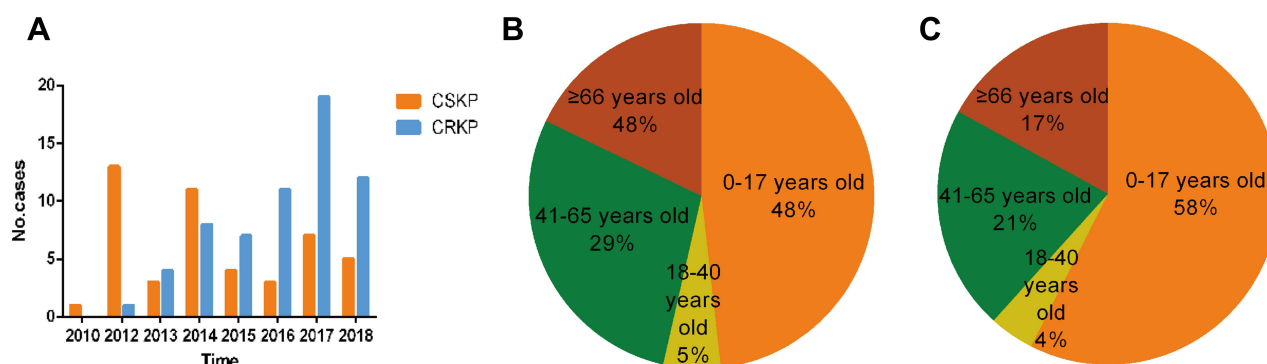 A
No.cases
20
15
10
5
0
2010 2012 2013 2014 2015 2016 2017 2018
Time
CSKP
CRKP
B
≥66 years old
48%
0-17 years old
48%
41-65 years old
29%
18-40
years
old
5%
C
≥66 years old
17%
0-17 years old
58%
41-65 years old
21%
18-40
years
old
4%